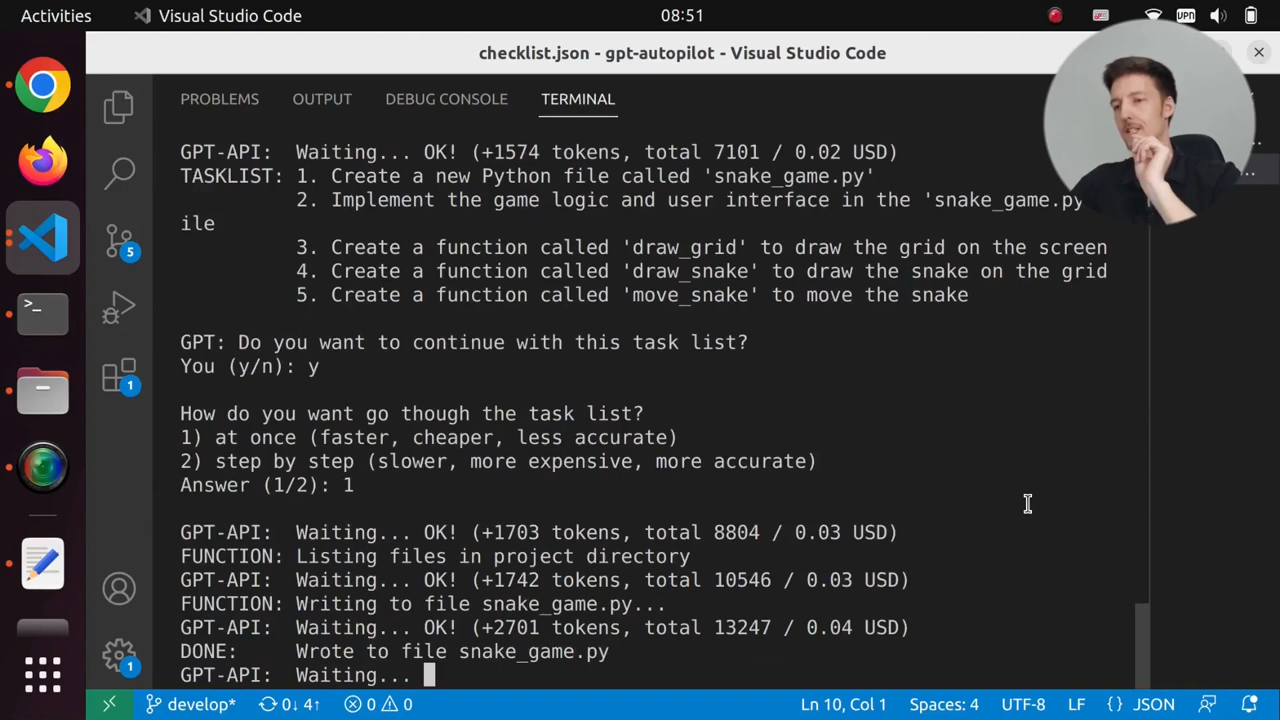 Activities
Visual Studio Code
08:51
VPN
checklist.json - gpt-autopilot - Visual Studio Code
PROBLEMS OUTPUT DEBUG CONSOLE TERMINAL
GPT-API: Waiting... OK! (+1574 tokens, total 7101 / 0.02 USD)
TASKLIST: 1. Create a new Python file called 'snake_game.py'
2. Implement the game logic and user interface in the 'snake_game.py
ile
3. Create a function called 'draw_grid' to draw the grid on the screen
4. Create a function called 'draw_snake' to draw the snake on the grid
5. Create a function called 'move_snake' to move the snake
GPT: Do you want to continue with this task list?
You (y/n): y
How do you want go though the task list?
1) at once (faster, cheaper, less accurate)
2) step by step (slower, more expensive, more accurate)
Answer (1/2): 1
GPT-API: Waiting... OK! (+1703 tokens, total 8804 / 0.03 USD)
FUNCTION: Listing files in project directory
GPT-API: Waiting... OK! (+1742 tokens, total 10546 / 0.03 USD)
FUNCTION: Writing to file snake_game.py...
GPT-API: Waiting... OK! (+2701 tokens, total 13247 / 0.04 USD)
DONE: Wrote to file snake_game.py
GPT-API: Waiting...
5
1
1
develop* 0↓ 4↑ 0 0 Ln 10, Col 1 Spaces: 4 UTF-8 LF {} JSON